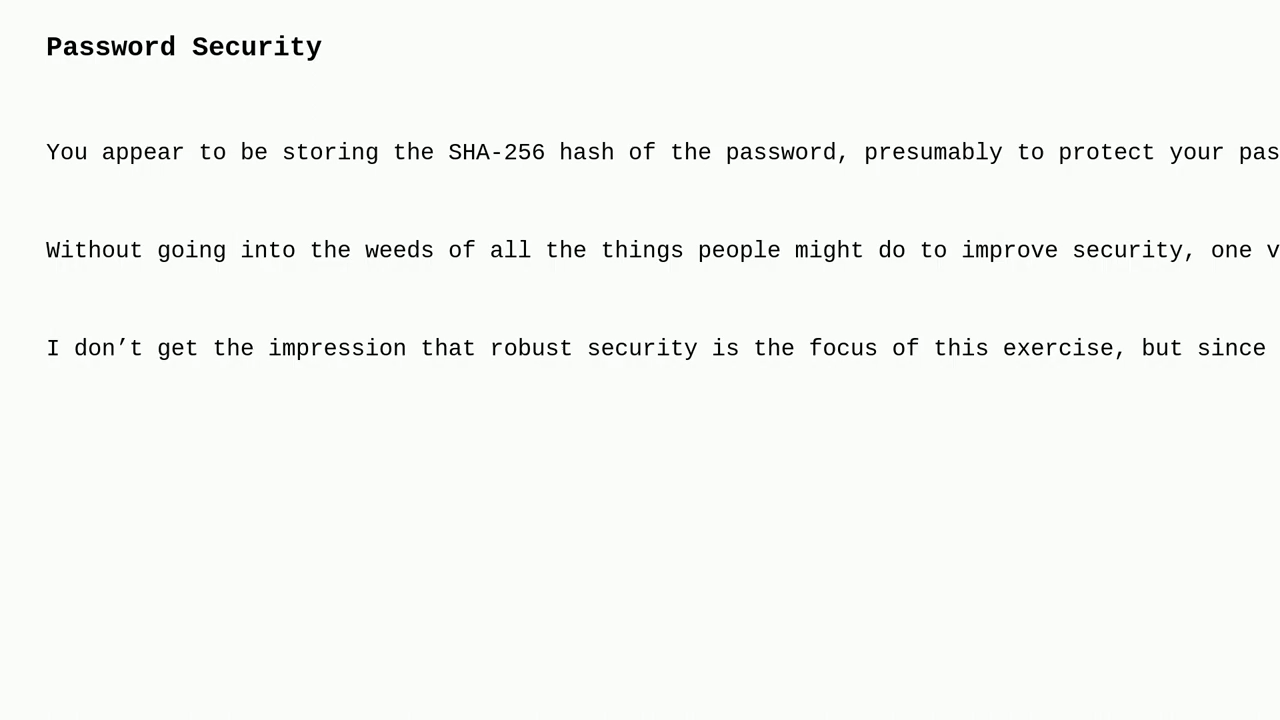 Password Security
You appear to be storing the SHA-256 hash of the password, presumably to protect your
Without going into the weeds of all the things people might do to improve security, one
I don’t get the impression that robust security is the focus of this exercise, but since